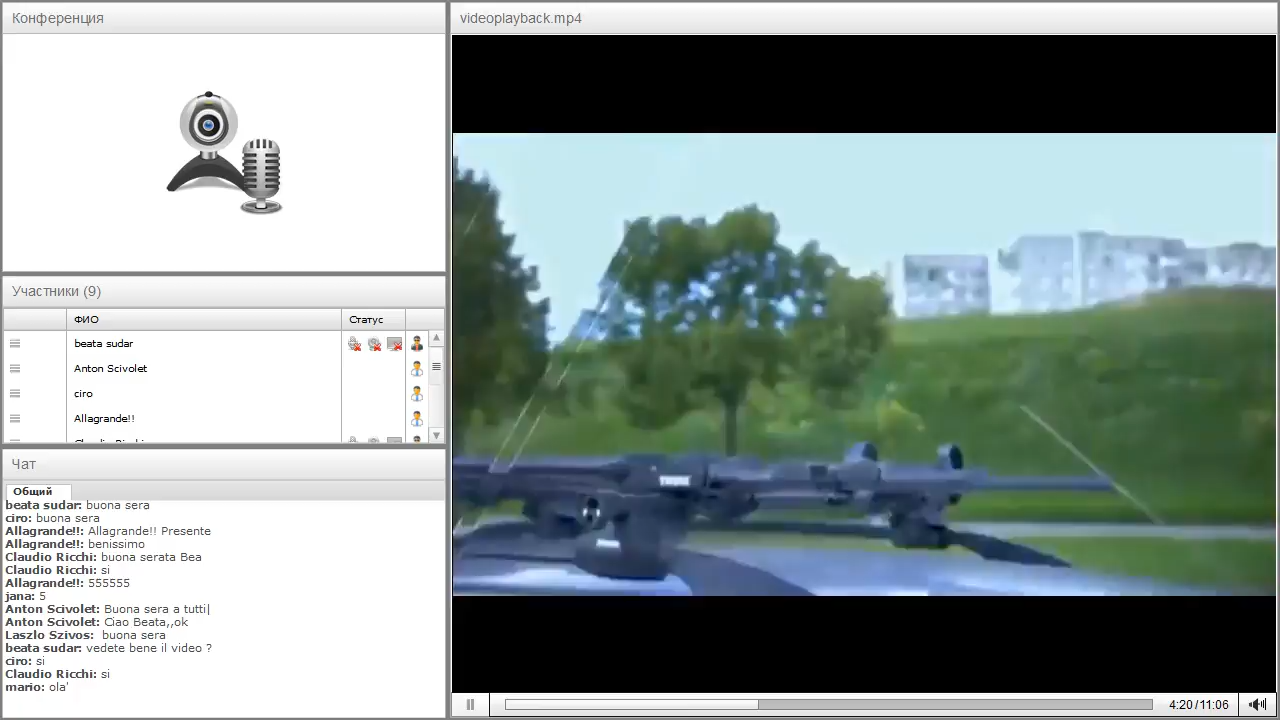 Конференция
videoplayback.mp4
Участники (9)
ФИО
Статус
beata sudar
Anton Scivolet
ciro
Allagrande!!
Чат
Общий
beata sudar: buona sera
ciro: buona sera
Allagrande!!: Allagrande!! Presente
Allagrande!!: benissimo
Claudio Ricchi: buona serata Bea
Claudio Ricchi: si
Allagrande!!: 555555
jana: 5
Anton Scivolet: Buona sera a tutti|
Anton Scivolet: Ciao Beata,,ok
Laszlo Szivos: buona sera
beata sudar: vedete bene il video ?
ciro: si
Claudio Ricchi: si
mario: ola'
THULE
4:20/11:06